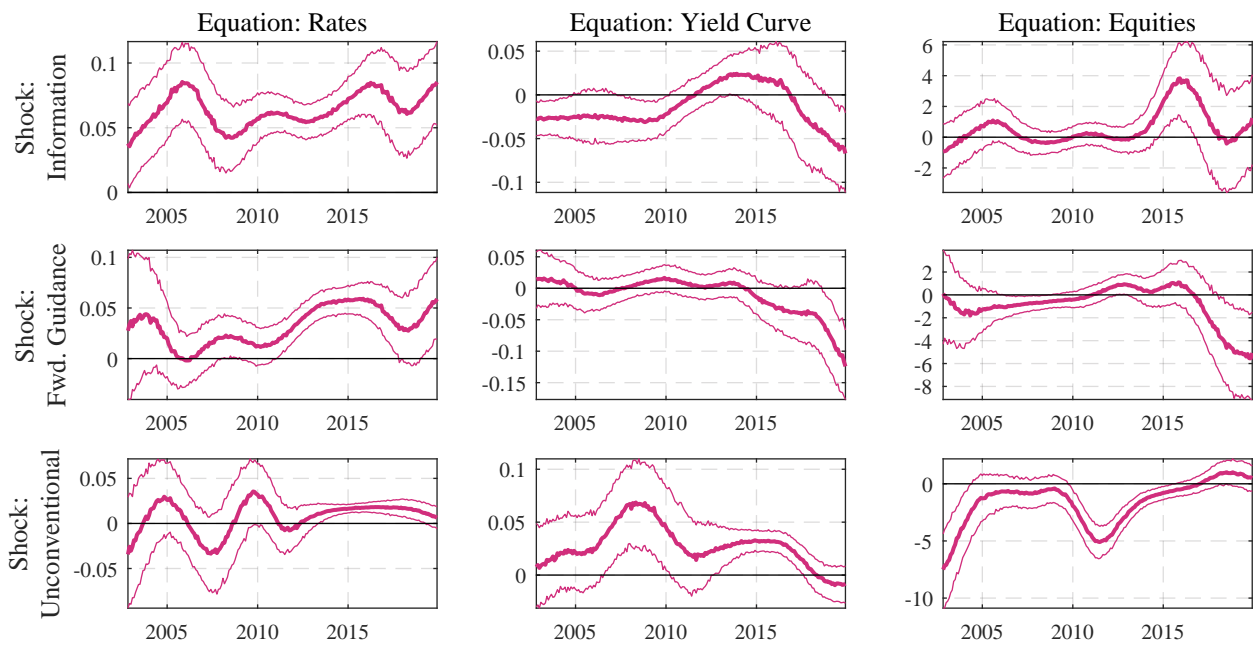 Equation: Rates
Equation: Yield Curve
Equation: Equities
Shock:
Information
0.1
0.05
0
2005 2010 2015
0.05
0
-0.05
-0.1
2005 2010 2015
6
4
2
0
-2
2005 2010 2015
Shock:
Fwd. Guidance
0.1
0.05
0
2005 2010 2015
0.05
0
-0.05
-0.1
-0.15
2005 2010 2015
2
0
-2
-4
-6
-8
2005 2010 2015
Shock:
Unconventional
0.05
0
-0.05
2005 2010 2015
0.1
0.05
0
2005 2010 2015
0
-5
-10
2005 2010 2015